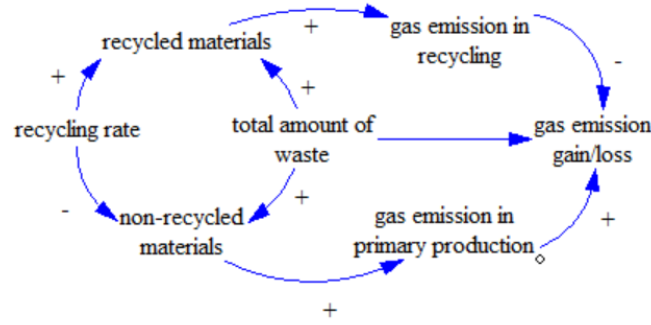 +
recycled materials
gas emission in
recycling
-
+
+
recycling rate
total amount of
waste
gas emission
gain/loss
-
+
non-recycled
materials
gas emission in
primary production
+
+